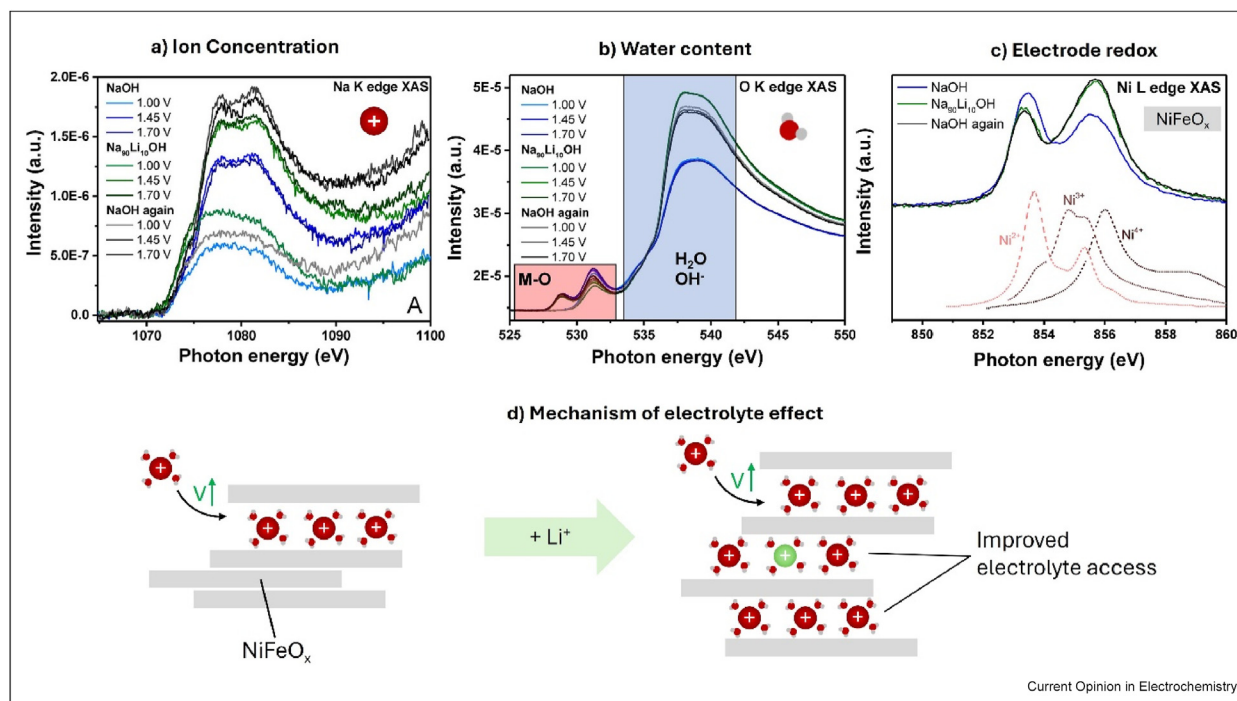 a) Ion Concentration
Na K edge XAS
NaOH
1.00 V
1.45 V
1.70 V
Na₉₀Li₁₀OH
1.00 V
1.45 V
1.70 V
NaOH again
1.00 V
1.45 V
1.70 V
+
A
2.0E-6
1.5E-6
1.0E-6
5.0E-7
0.0
Intensity (a.u.)
1070 1080 1090 1100
Photon energy (eV)
b) Water content
O K edge XAS
NaOH
1.00 V
1.45 V
1.70 V
Na₉₀Li₁₀OH
1.00 V
1.45 V
1.70 V
NaOH again
1.00 V
1.45 V
1.70 V
M-O
H₂O
OH⁻
5E-5
4E-5
3E-5
2E-5
Intensity (a.u.)
525 530 535 540 545 550
Photon energy (eV)
c) Electrode redox
Ni L edge XAS
NaOH
Na₉₀Li₁₀OH
NaOH again
NiFeOₓ
Ni²⁺
Ni³⁺
Ni⁴⁺
Intensity (a.u.)
850 852 854 856 858 860
Photon energy (eV)
d) Mechanism of electrolyte effect
+
V
+ + +
NiFeOₓ
+ Li⁺
+
V
+ + +
+ + +
+ + +
Improved
electrolyte access
Current Opinion in Electrochemistry